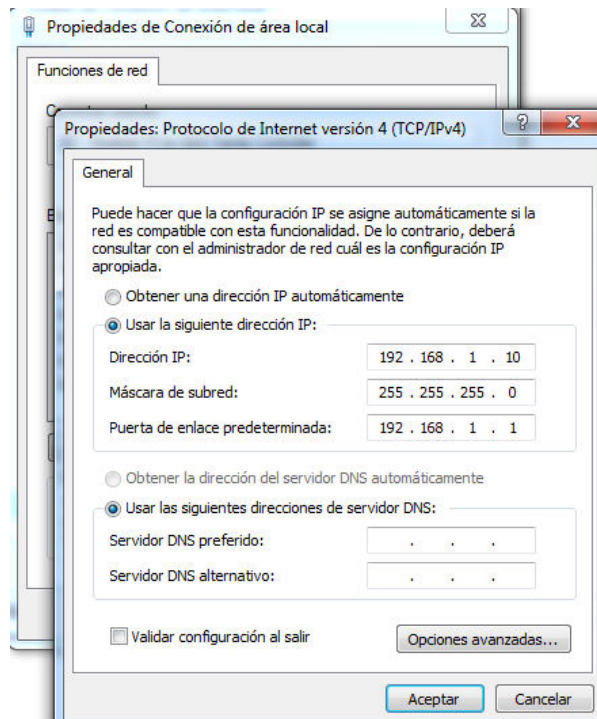 Propiedades de Conexión de área local
Funciones de red
Propiedades: Protocolo de Internet versión 4 (TCP/IPv4)
General
Puede hacer que la configuración IP se asigne automáticamente si la
red es compatible con esta funcionalidad. De lo contrario, deberá
consultar con el administrador de red cuál es la configuración IP
apropiada.
Obtener una dirección IP automáticamente
Usar la siguiente dirección IP:
Dirección IP: 192 . 168 . 1 . 10
Máscara de subred: 255 . 255 . 255 . 0
Puerta de enlace predeterminada: 192 . 168 . 1 . 1
Obtener la dirección del servidor DNS automáticamente
Usar las siguientes direcciones de servidor DNS:
Servidor DNS preferido: . . .
Servidor DNS alternativo: . . .
Validar configuración al salir
Opciones avanzadas...
Aceptar Cancelar